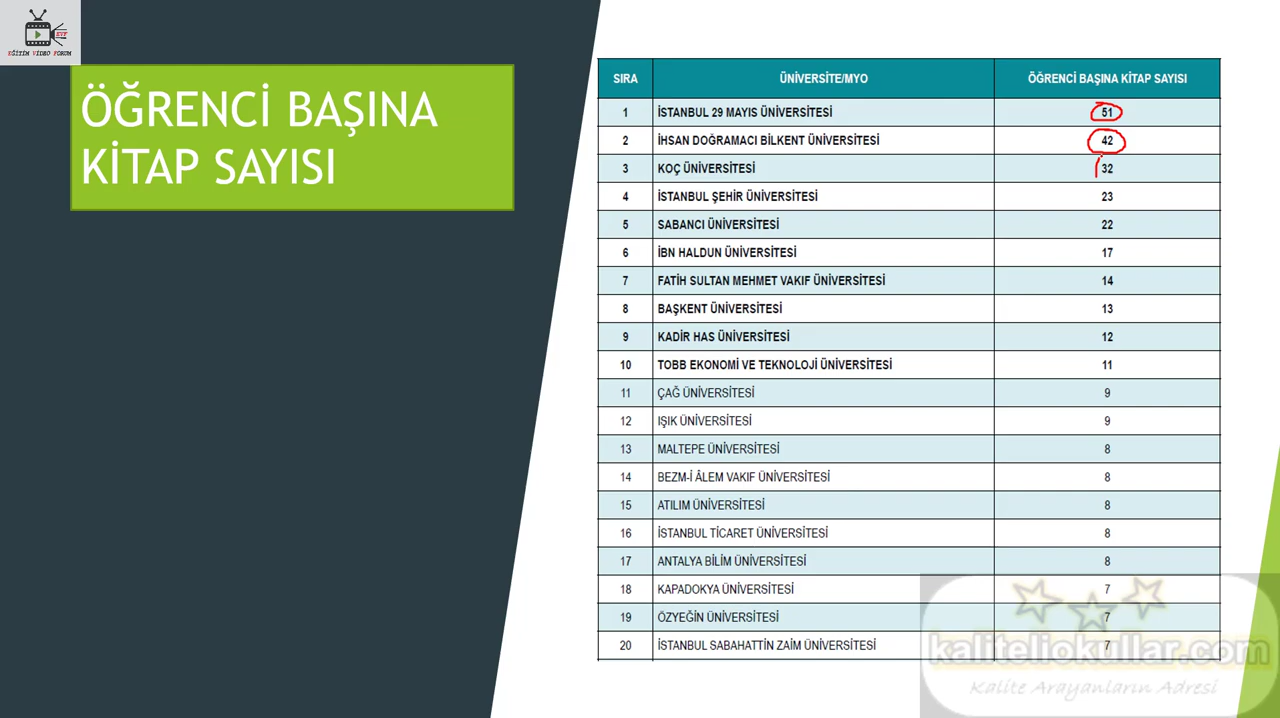 EVF
EĞİTİM VİDEO FORUM
ÖĞRENCİ BAŞINA
KİTAP SAYISI
SIRA ÜNİVERSİTE/MYO ÖĞRENCİ BAŞINA KİTAP SAYISI
1 İSTANBUL 29 MAYIS ÜNİVERSİTESİ 51
2 İHSAN DOĞRAMACI BİLKENT ÜNİVERSİTESİ 42
3 KOÇ ÜNİVERSİTESİ 32
4 İSTANBUL ŞEHİR ÜNİVERSİTESİ 23
5 SABANCI ÜNİVERSİTESİ 22
6 İBN HALDUN ÜNİVERSİTESİ 17
7 FATİH SULTAN MEHMET VAKIF ÜNİVERSİTESİ 14
8 BAŞKENT ÜNİVERSİTESİ 13
9 KADİR HAS ÜNİVERSİTESİ 12
10 TOBB EKONOMİ VE TEKNOLOJİ ÜNİVERSİTESİ 11
11 ÇAĞ ÜNİVERSİTESİ 9
12 IŞIK ÜNİVERSİTESİ 9
13 MALTEPE ÜNİVERSİTESİ 8
14 BEZM-İ ÂLEM VAKIF ÜNİVERSİTESİ 8
15 ATILIM ÜNİVERSİTESİ 8
16 İSTANBUL TİCARET ÜNİVERSİTESİ 8
17 ANTALYA BİLİM ÜNİVERSİTESİ 8
18 KAPADOKYA ÜNİVERSİTESİ 7
19 ÖZYEĞİN ÜNİVERSİTESİ 7
20 İSTANBUL SABAHATTİN ZAİM ÜNİVERSİTESİ 7
kaliteliokullar.com
Kalite Arayanların Adresi